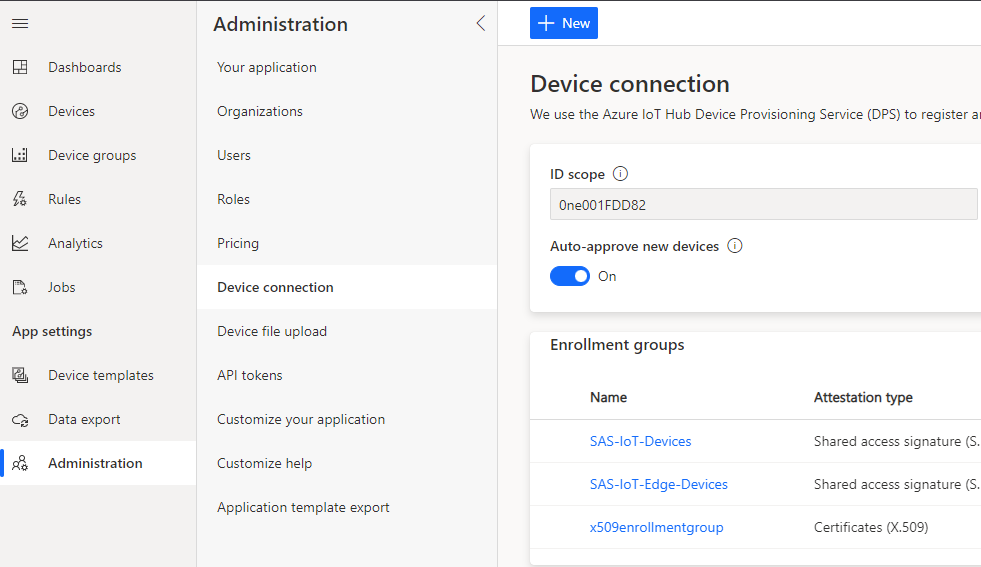 Dashboards
Devices
Device groups
Rules
Analytics
Jobs
App settings
Device templates
Data export
Administration
Administration
Your application
Organizations
Users
Roles
Pricing
Device connection
Device file upload
API tokens
Customize your application
Customize help
Application template export
New
Device connection
We use the Azure IoT Hub Device Provisioning Service (DPS) to register
ID scope
0ne001FDD82
Auto-approve new devices
On
Enrollment groups
Name Attestation type
SAS-IoT-Devices Shared access signature (S.
SAS-IoT-Edge-Devices Shared access signature (S.
x509enrollmentgroup Certificates (X.509)